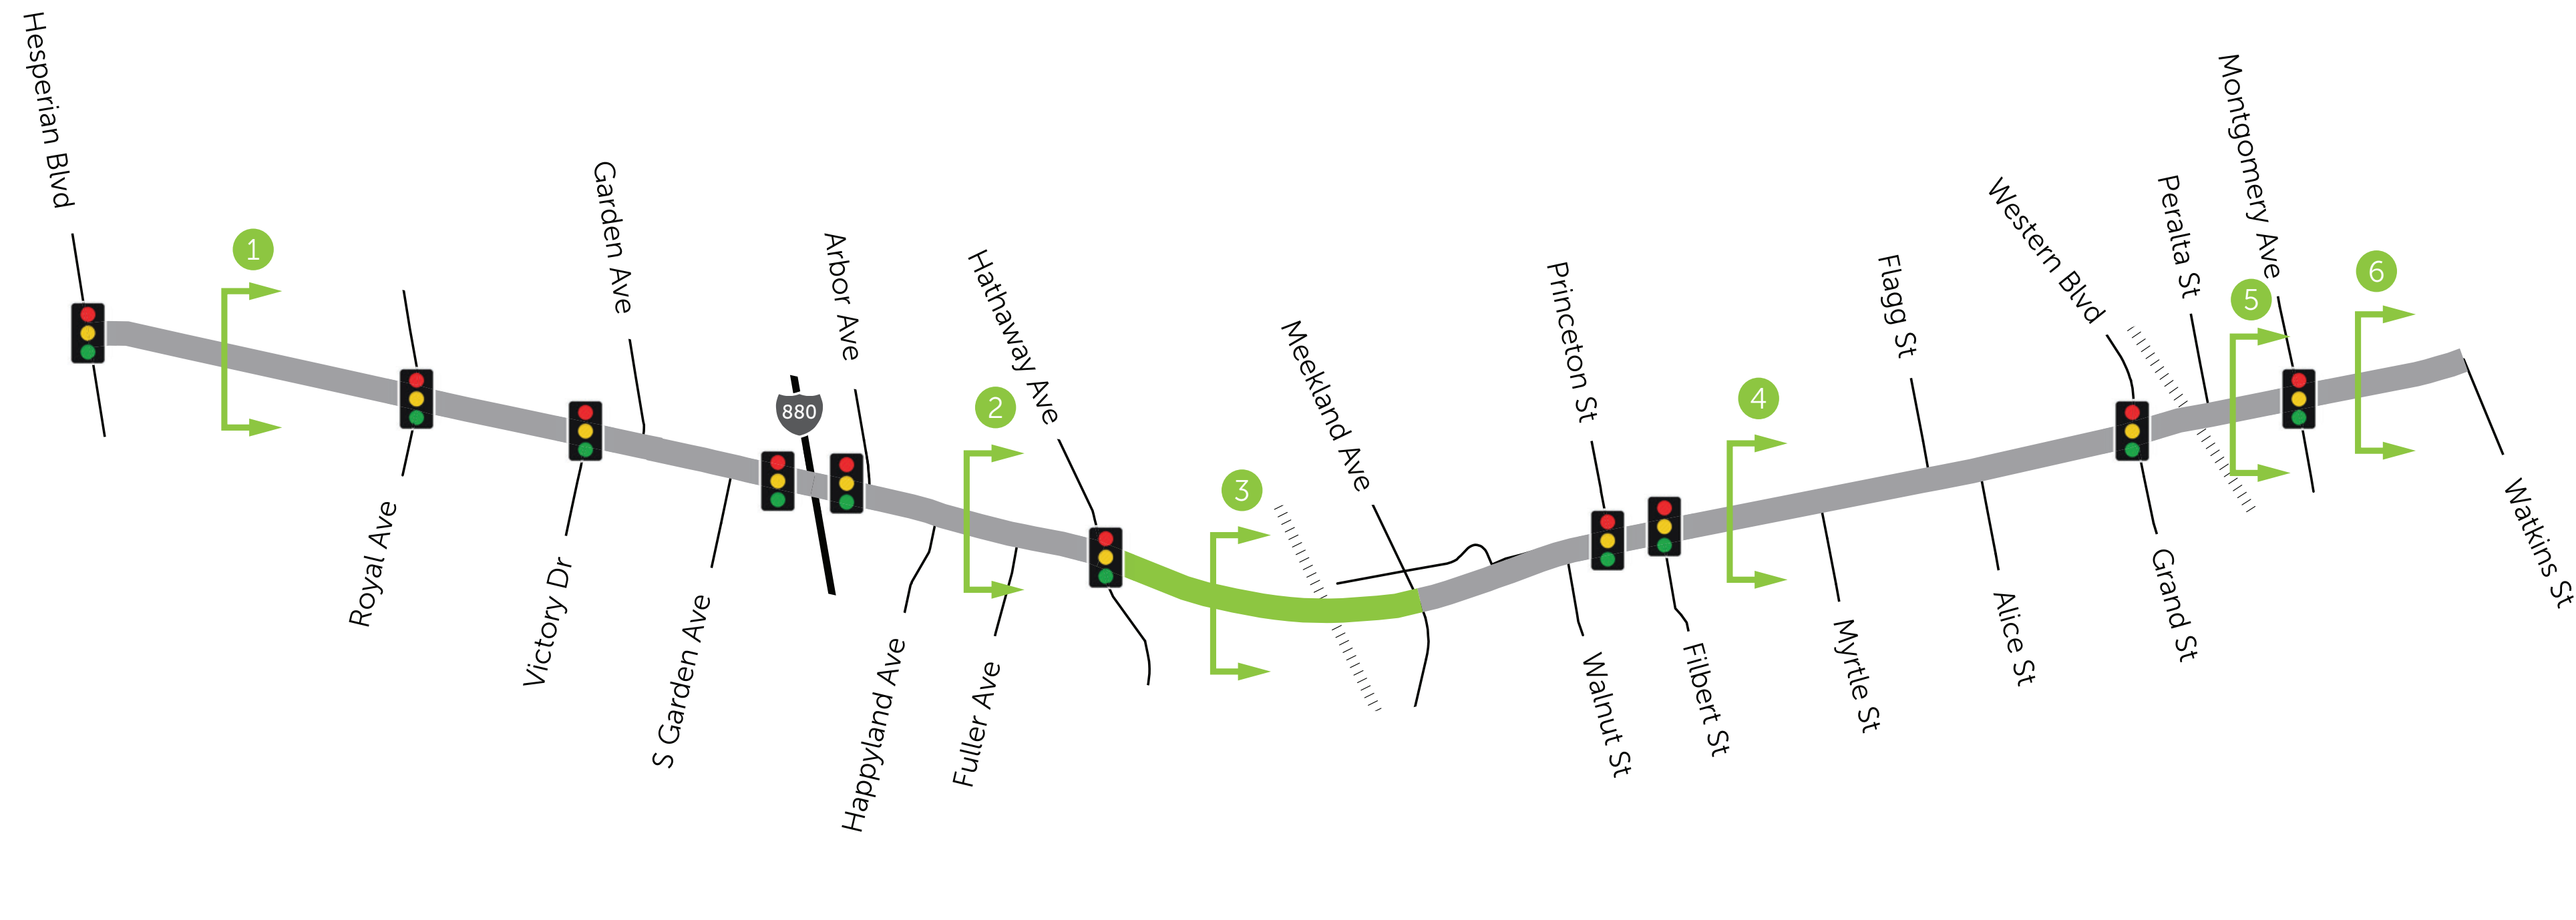 Hesperian Blvd
1
Royal Ave
Victory Dr
Garden Ave
S Garden Ave
880
Arbor Ave
Happyland Ave
2
Fuller Ave
Hathaway Ave
3
Meekland Ave
Princeton St
Walnut St
Filbert St
4
Myrtle St
Flagg St
Alice St
Western Blvd
Grand St
Peralta St
5
Montgomery Ave
6
Watkins St